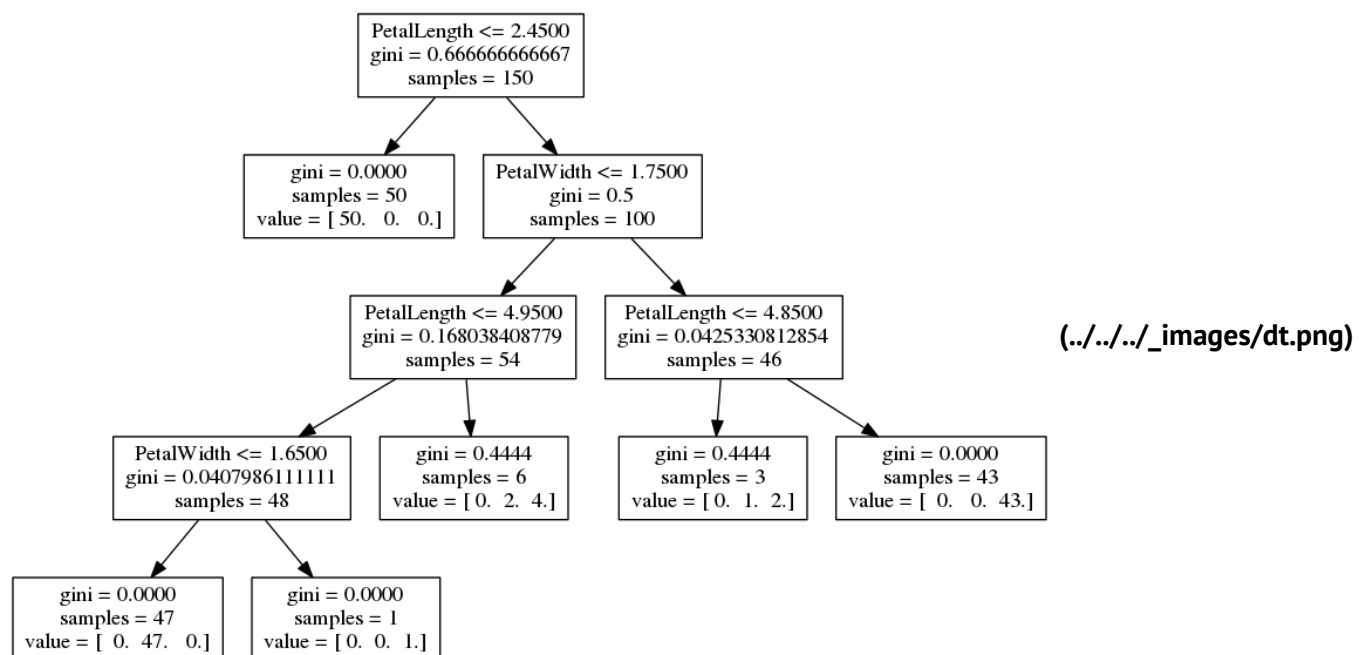 PetalLength <= 2.4500
gini = 0.666666666667
samples = 150
gini = 0.0000
samples = 50
value = [ 50. 0. 0.]
PetalWidth <= 1.7500
gini = 0.5
samples = 100
PetalLength <= 4.9500
gini = 0.168038408779
samples = 54
PetalLength <= 4.8500
gini = 0.0425330812854
samples = 46
(../../../_images/dt.png)
PetalWidth <= 1.6500
gini = 0.0407986111111
samples = 48
gini = 0.4444
samples = 6
value = [ 0. 2. 4.]
gini = 0.4444
samples = 3
value = [ 0. 1. 2.]
gini = 0.0000
samples = 43
value = [ 0. 0. 43.]
gini = 0.0000
samples = 47
value = [ 0. 47. 0.]
gini = 0.0000
samples = 1
value = [ 0. 0. 1.]